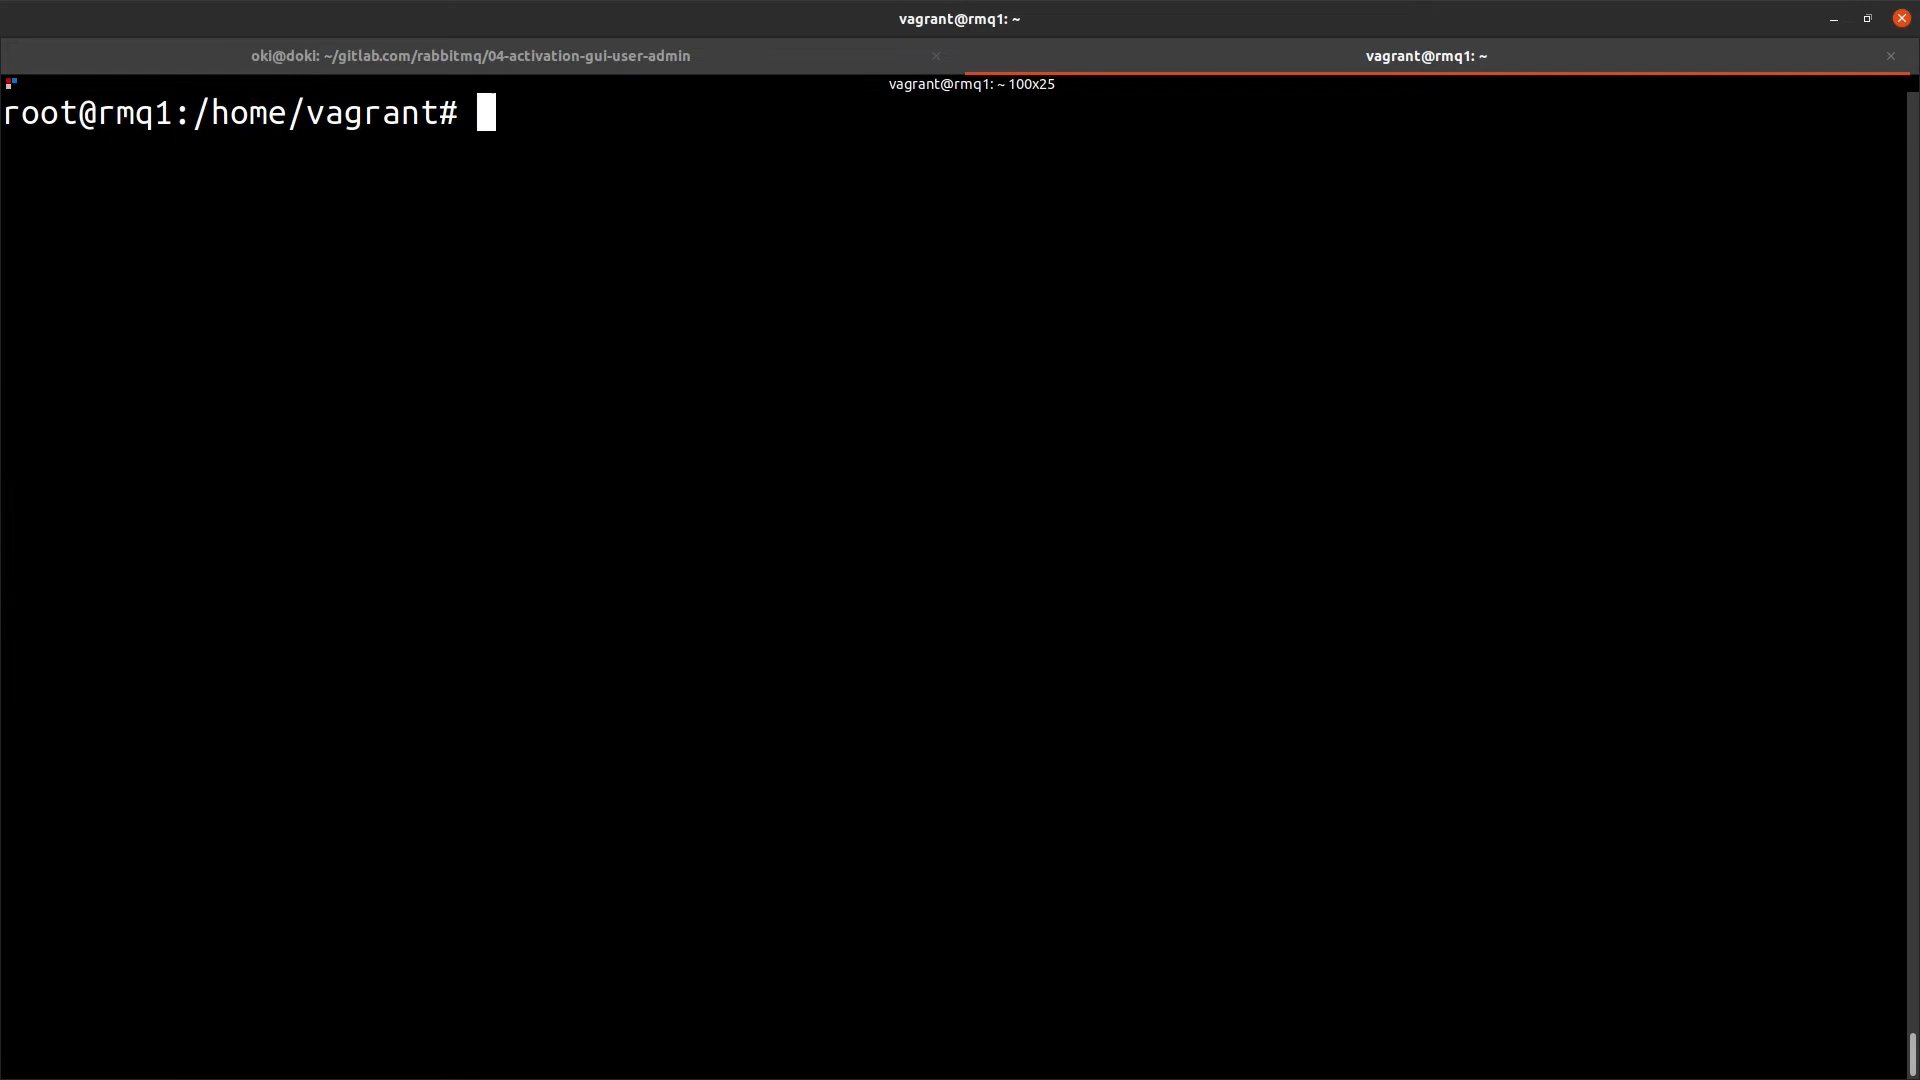 vagrant@rmq1: ~
oki@doki: ~/gitlab.com/rabbitmq/04-activation-gui-user-admin
vagrant@rmq1: ~
vagrant@rmq1: ~ 100x25
root@rmq1:/home/vagrant#